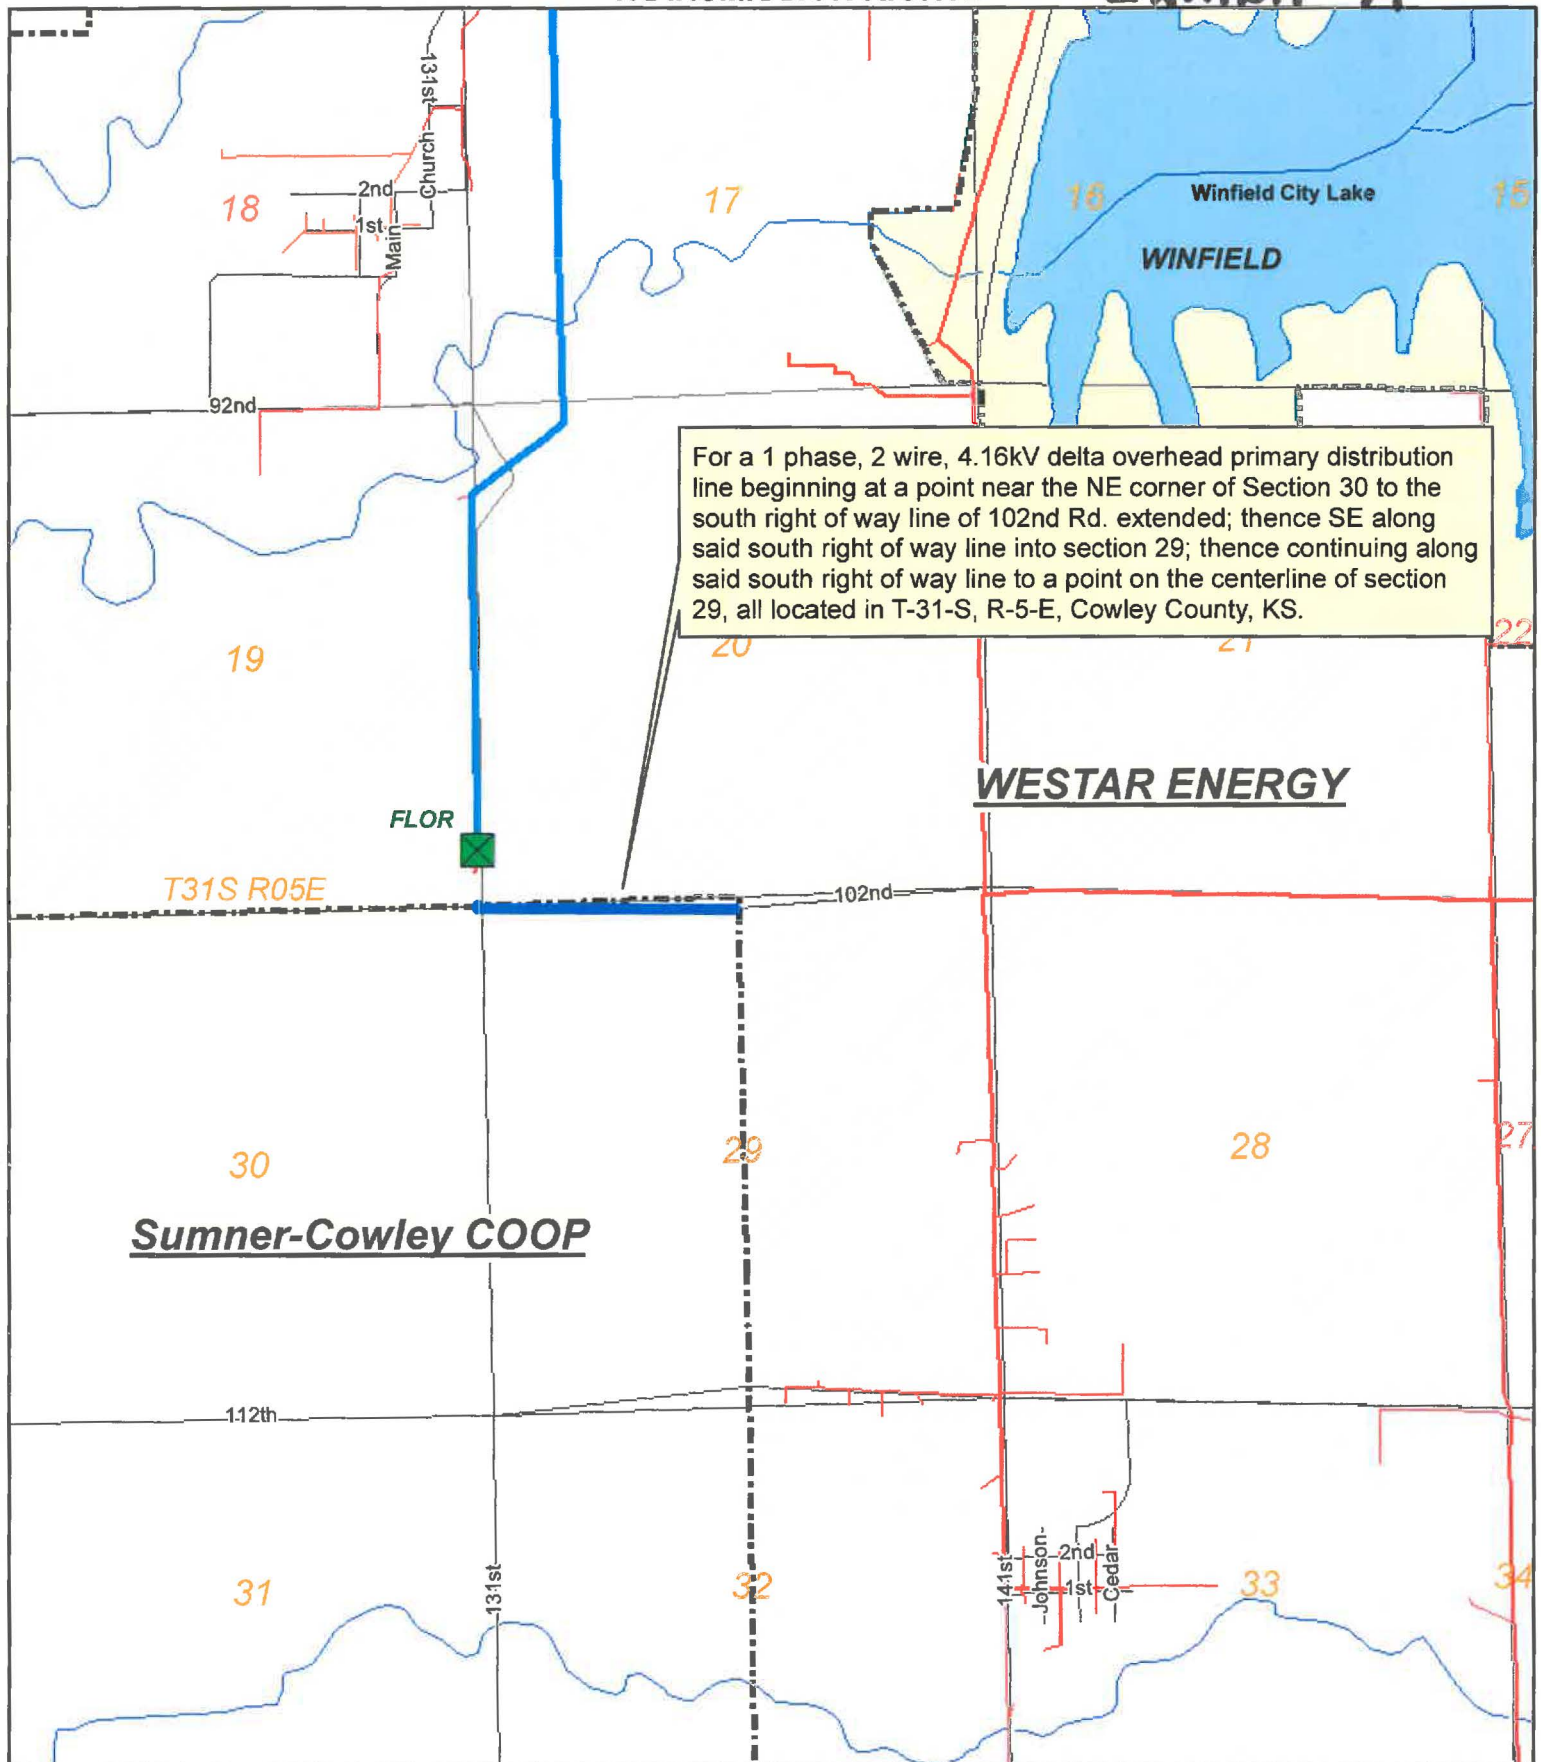 131st
Church
2nd
1st
Main
18
17
16
15
Winfield City Lake
WINFIELD
92nd
For a 1 phase, 2 wire, 4.16kV delta overhead primary distribution
line beginning at a point near the NE corner of Section 30 to the
south right of way line of 102nd Rd. extended; thence SE along
said south right of way line into section 29; thence continuing along
said south right of way line to a point on the centerline of section
29, all located in T-31-S, R-5-E, Cowley County, KS.
19
20
21
22
WESTAR ENERGY
FLOR
T31S R05E
102nd
30
29
28
27
Sumner-Cowley COOP
112th
131st
141st
Johnson
2nd
1st
Cedar
31
32
33
34